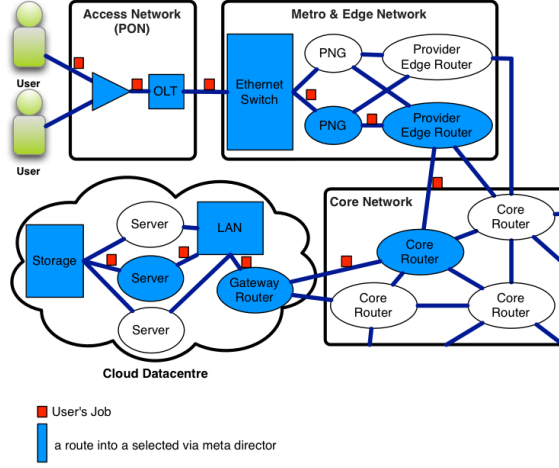 Access Network
(PON)
Metro & Edge Network
User
User
OLT
Ethernet
Switch
PNG
PNG
Provider
Edge Router
Provider
Edge Router
Core Network
Core
Router
Core
Router
Core
Router
Core
Router
Storage
Server
Server
Server
LAN
Gateway
Router
Cloud Datacentre
User's Job
a route into a selected via meta director